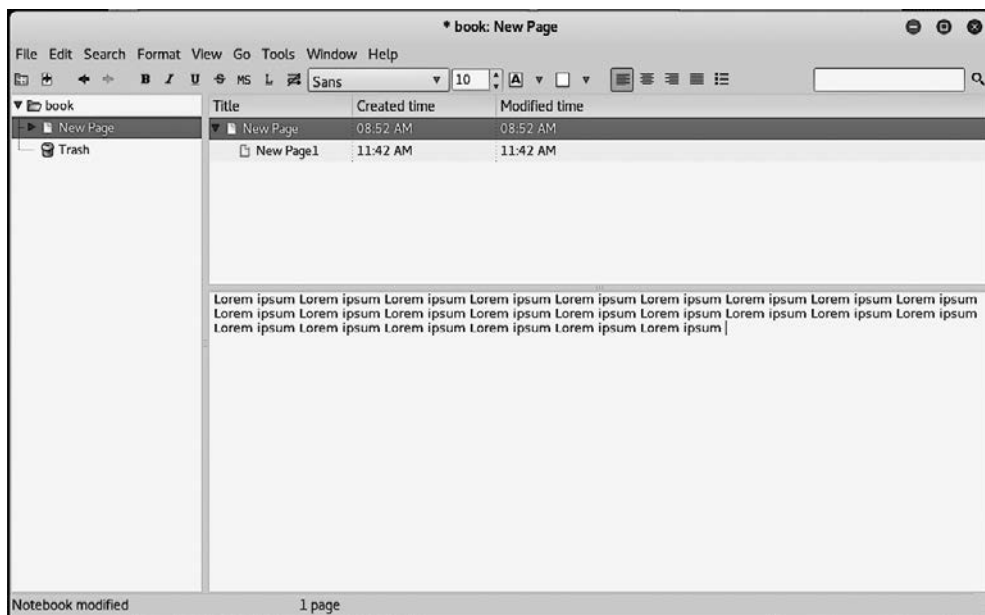 * book: New Page
File Edit Search Format View Go Tools Window Help
B I U S MS L Sans 10 A
book
New Page
Trash
Title Created time Modified time
New Page 08:52 AM 08:52 AM
New Page1 11:42 AM 11:42 AM
Lorem ipsum Lorem ipsum Lorem ipsum Lorem ipsum Lorem ipsum Lorem ipsum Lorem ipsum Lorem ipsum Lorem ipsum
Lorem ipsum Lorem ipsum Lorem ipsum Lorem ipsum Lorem ipsum Lorem ipsum Lorem ipsum Lorem ipsum Lorem ipsum
Lorem ipsum Lorem ipsum Lorem ipsum Lorem ipsum Lorem ipsum Lorem ipsum
Notebook modified 1 page